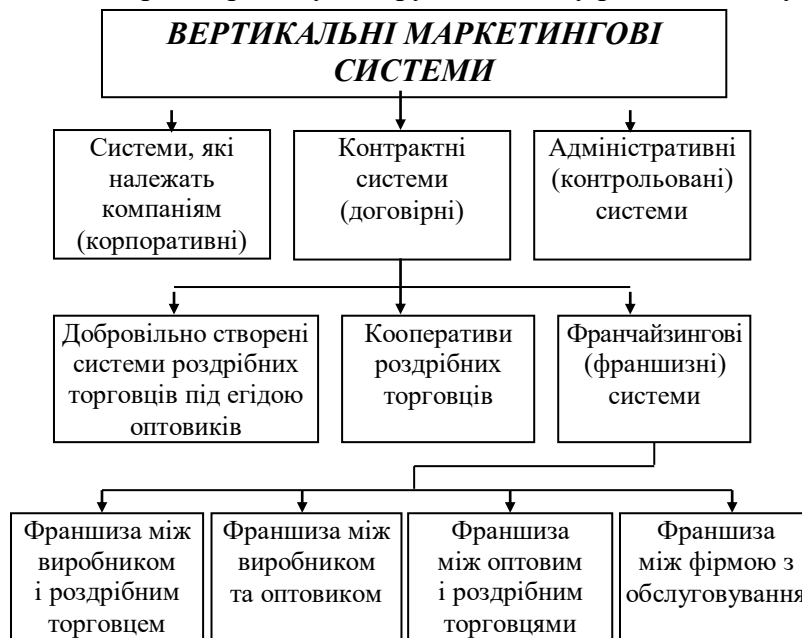 ВЕРТИКАЛЬНІ МАРКЕТИНГОВІ
СИСТЕМИ
Системи, які
належать
компаніям
(корпоративні)
Контрактні
системи
(договірні)
Адміністративні
(контрольовані)
системи
Добровільно створені
системи роздрібних
торговців під егідою
оптовиків
Кооперативи
роздрібних
торговців
Франчайзингові
(франшизні)
системи
Франшиза між
виробником
і роздрібним
торговцем
Франшиза між
виробником
та оптовиком
Франшиза
між оптовим
і роздрібним
торговцями
Франшиза
між фірмою з
обслуговування